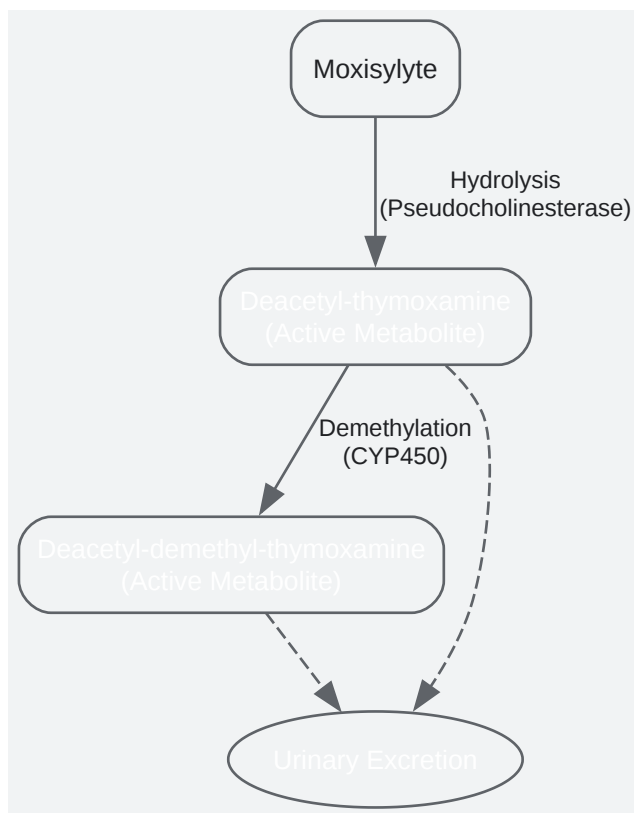 Moxisylyte
Hydrolysis
(Pseudocholinesterase)
Deacetyl-thymoxamine
(Active Metabolite)
Demethylation
(CYP450)
Deacetyl-demethyl-thymoxamine
(Active Metabolite)
Urinary Excretion